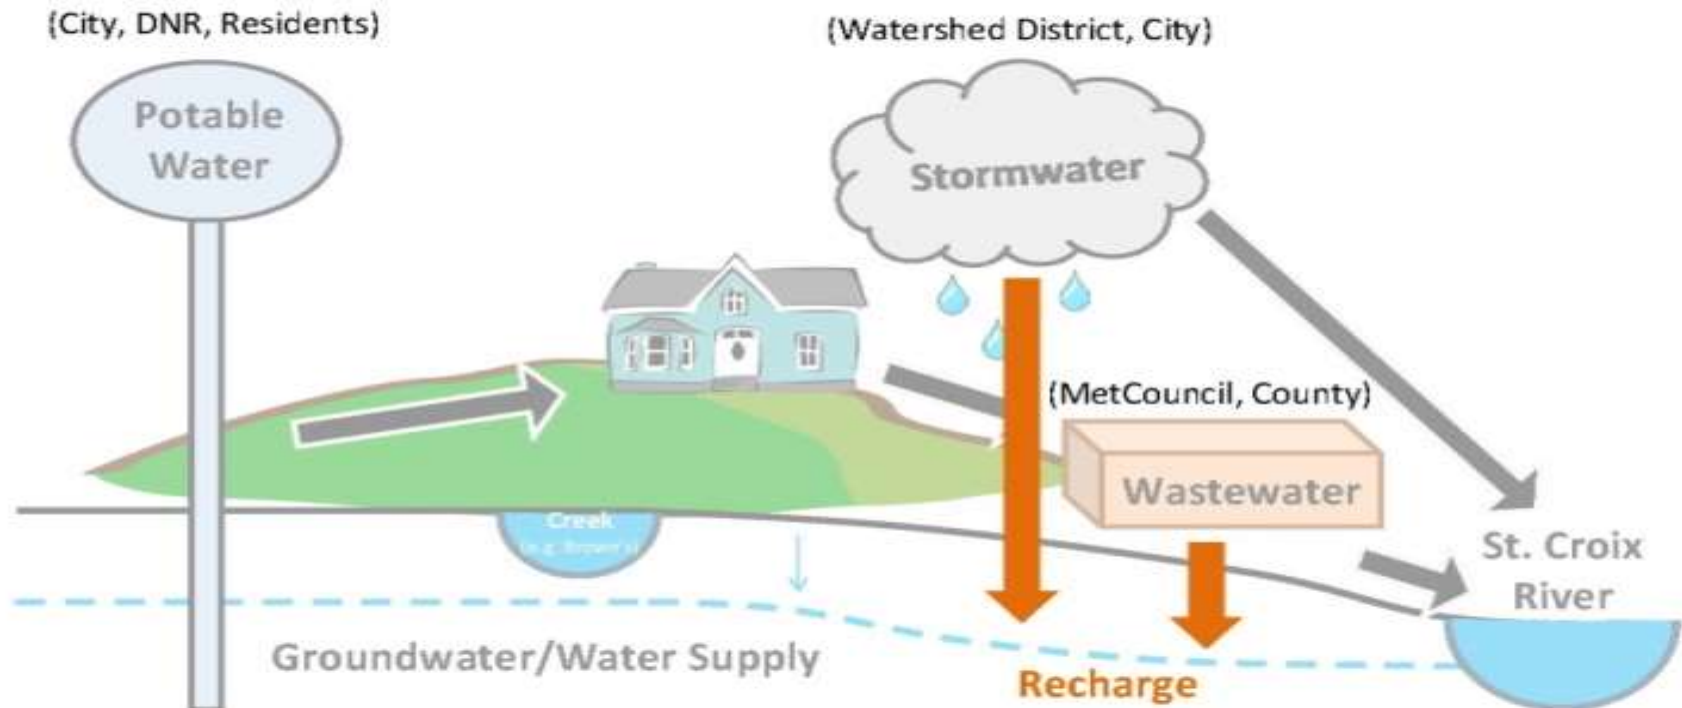 (City, DNR, Residents)
(Watershed District, City)
Potable
Water
Stormwater
(MetCouncil, County)
Wastewater
Creek
(e.g. Brown's)
St. Croix
River
Groundwater/Water Supply
Recharge